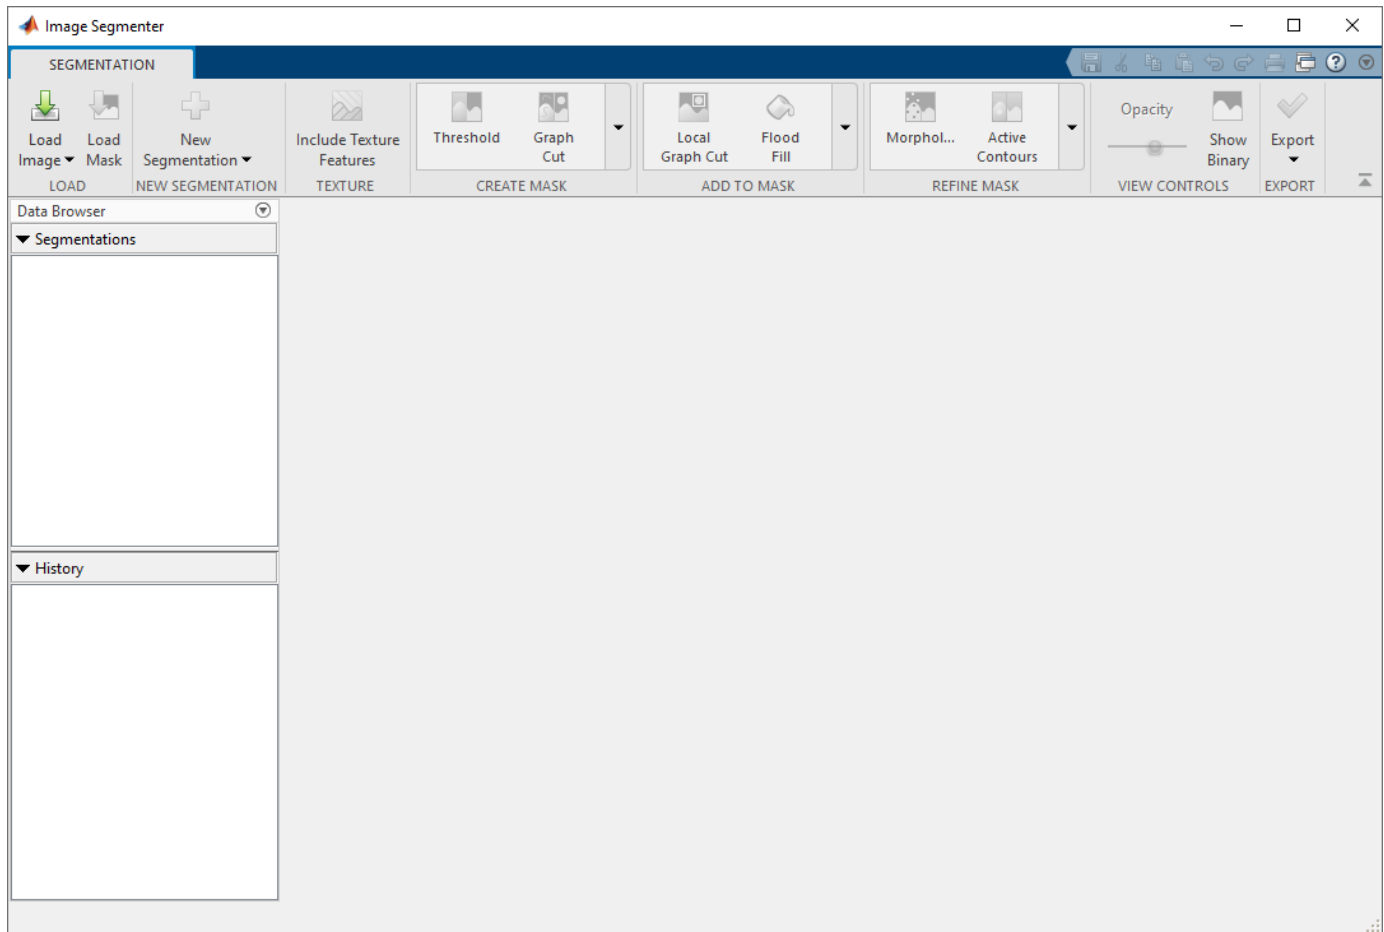 Image Segmenter
SEGMENTATION
Load
Image
Load
Mask
New
Segmentation
Include Texture
Features
Threshold
Graph
Cut
Local
Graph Cut
Flood
Fill
Morphol...
Active
Contours
Opacity
Show
Binary
Export
LOAD
NEW SEGMENTATION
TEXTURE
CREATE MASK
ADD TO MASK
REFINE MASK
VIEW CONTROLS
EXPORT
Data Browser
Segmentations
History